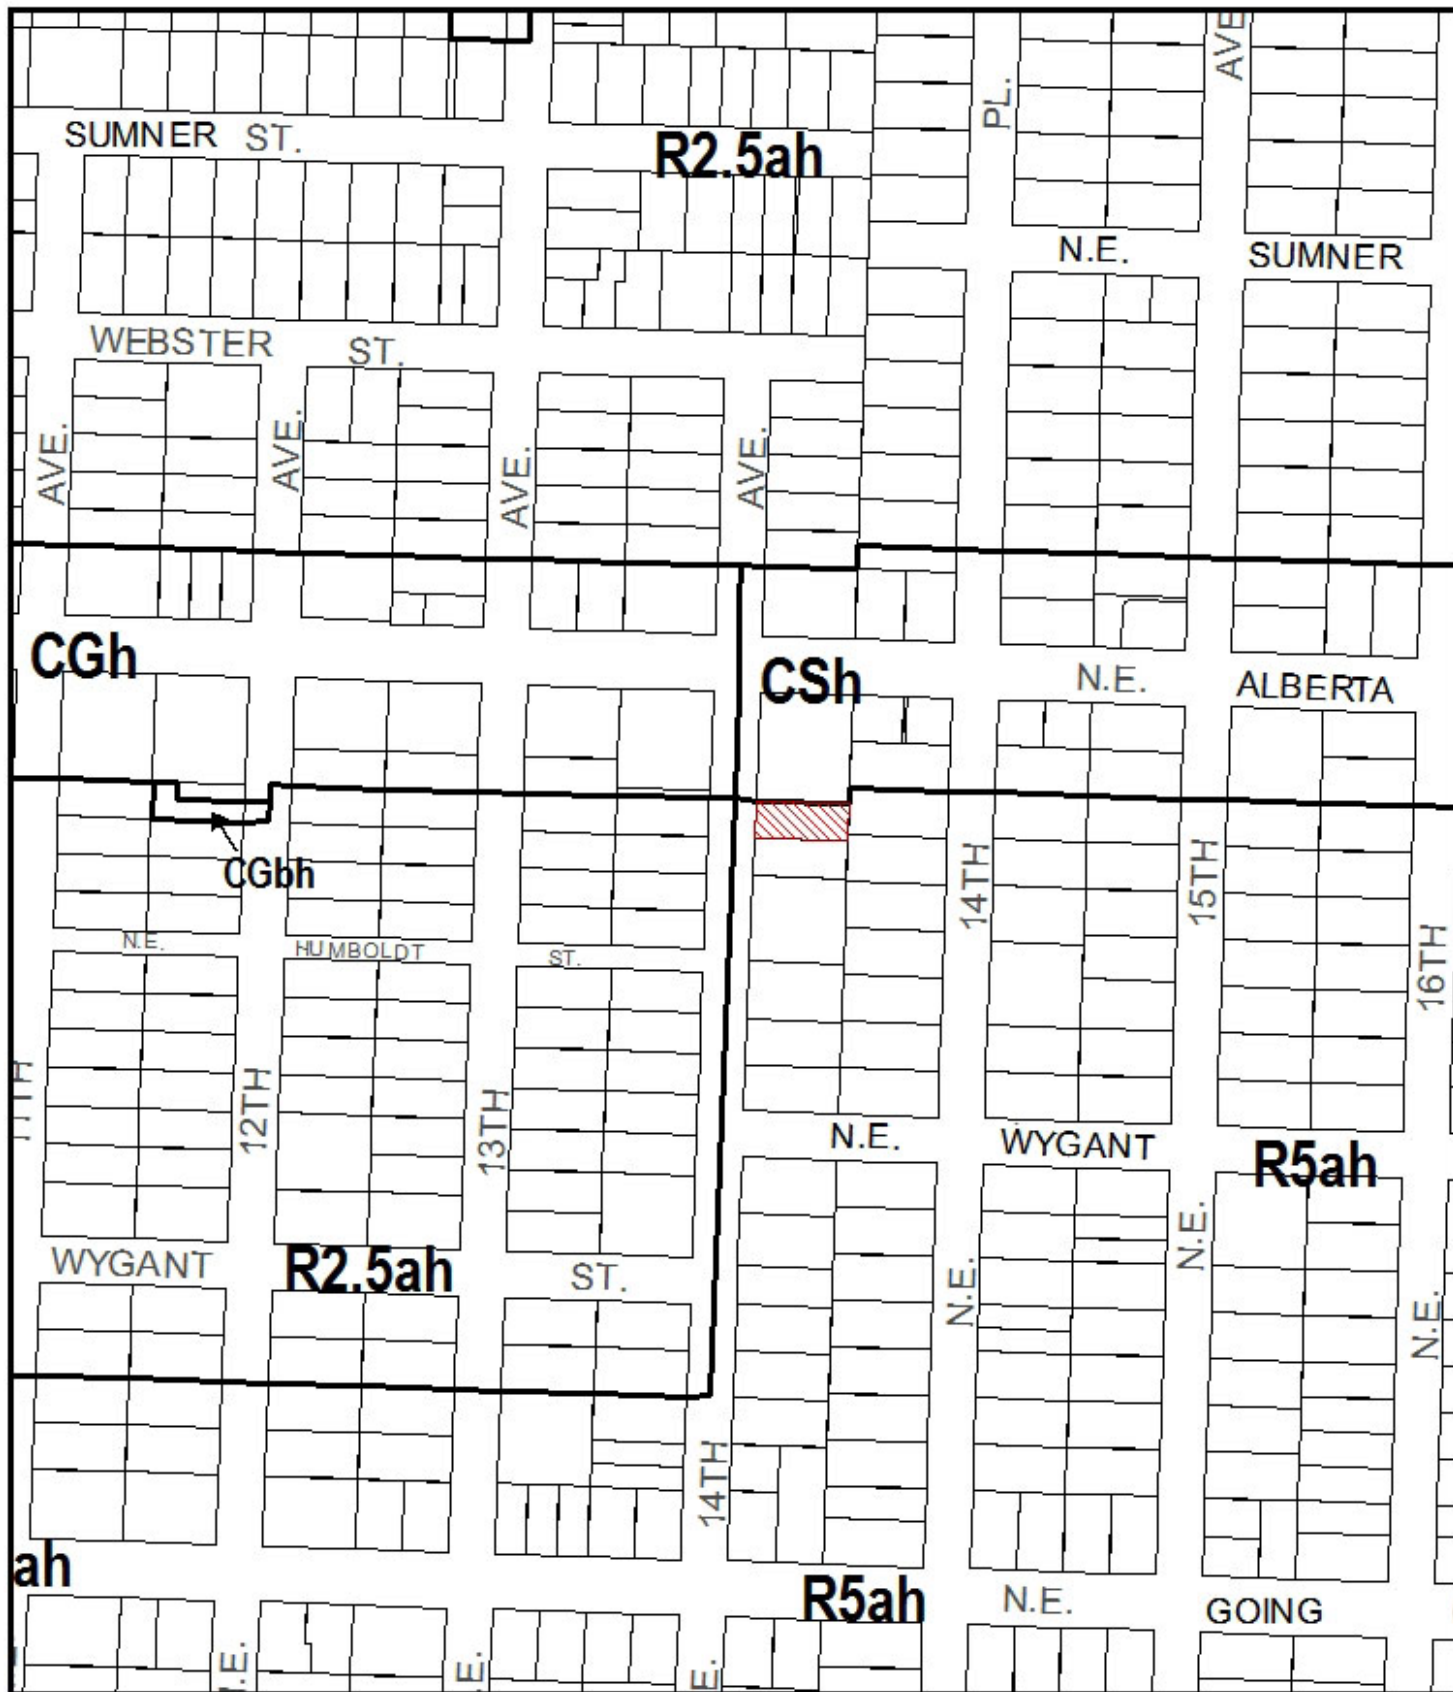 AVE
PL.
SUMNER ST.
R2.5ah
N.E. SUMNER
WEBSTER ST.
AVE.
AVE.
AVE.
AVE.
CGh
CSh
N.E. ALBERTA
CGbh
14TH
15TH
16TH
N.E. HUMBOLDT ST.
12TH
13TH
N.E. WYGANT
R5ah
WYGANT ST.
R2.5ah
N.E.
N.E.
N.E.
14TH
ah
R5ah
N.E. GOING